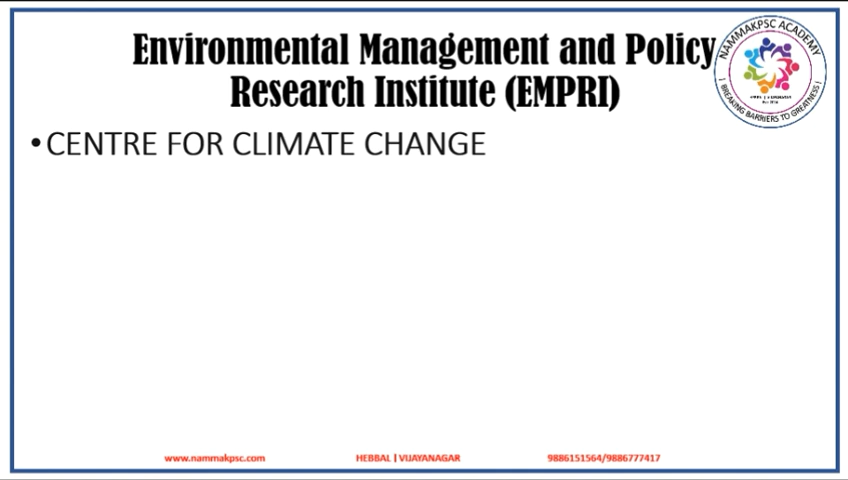 Environmental Management and Policy
Research Institute (EMPRI)
NAMMAKPSC ACADEMY
! BREAKING BARRIERS TO GREATNESS !
•CENTRE FOR CLIMATE CHANGE
www.nammakpsc.com HEBBAL | VIJAYANAGAR 9886151564/9886777417